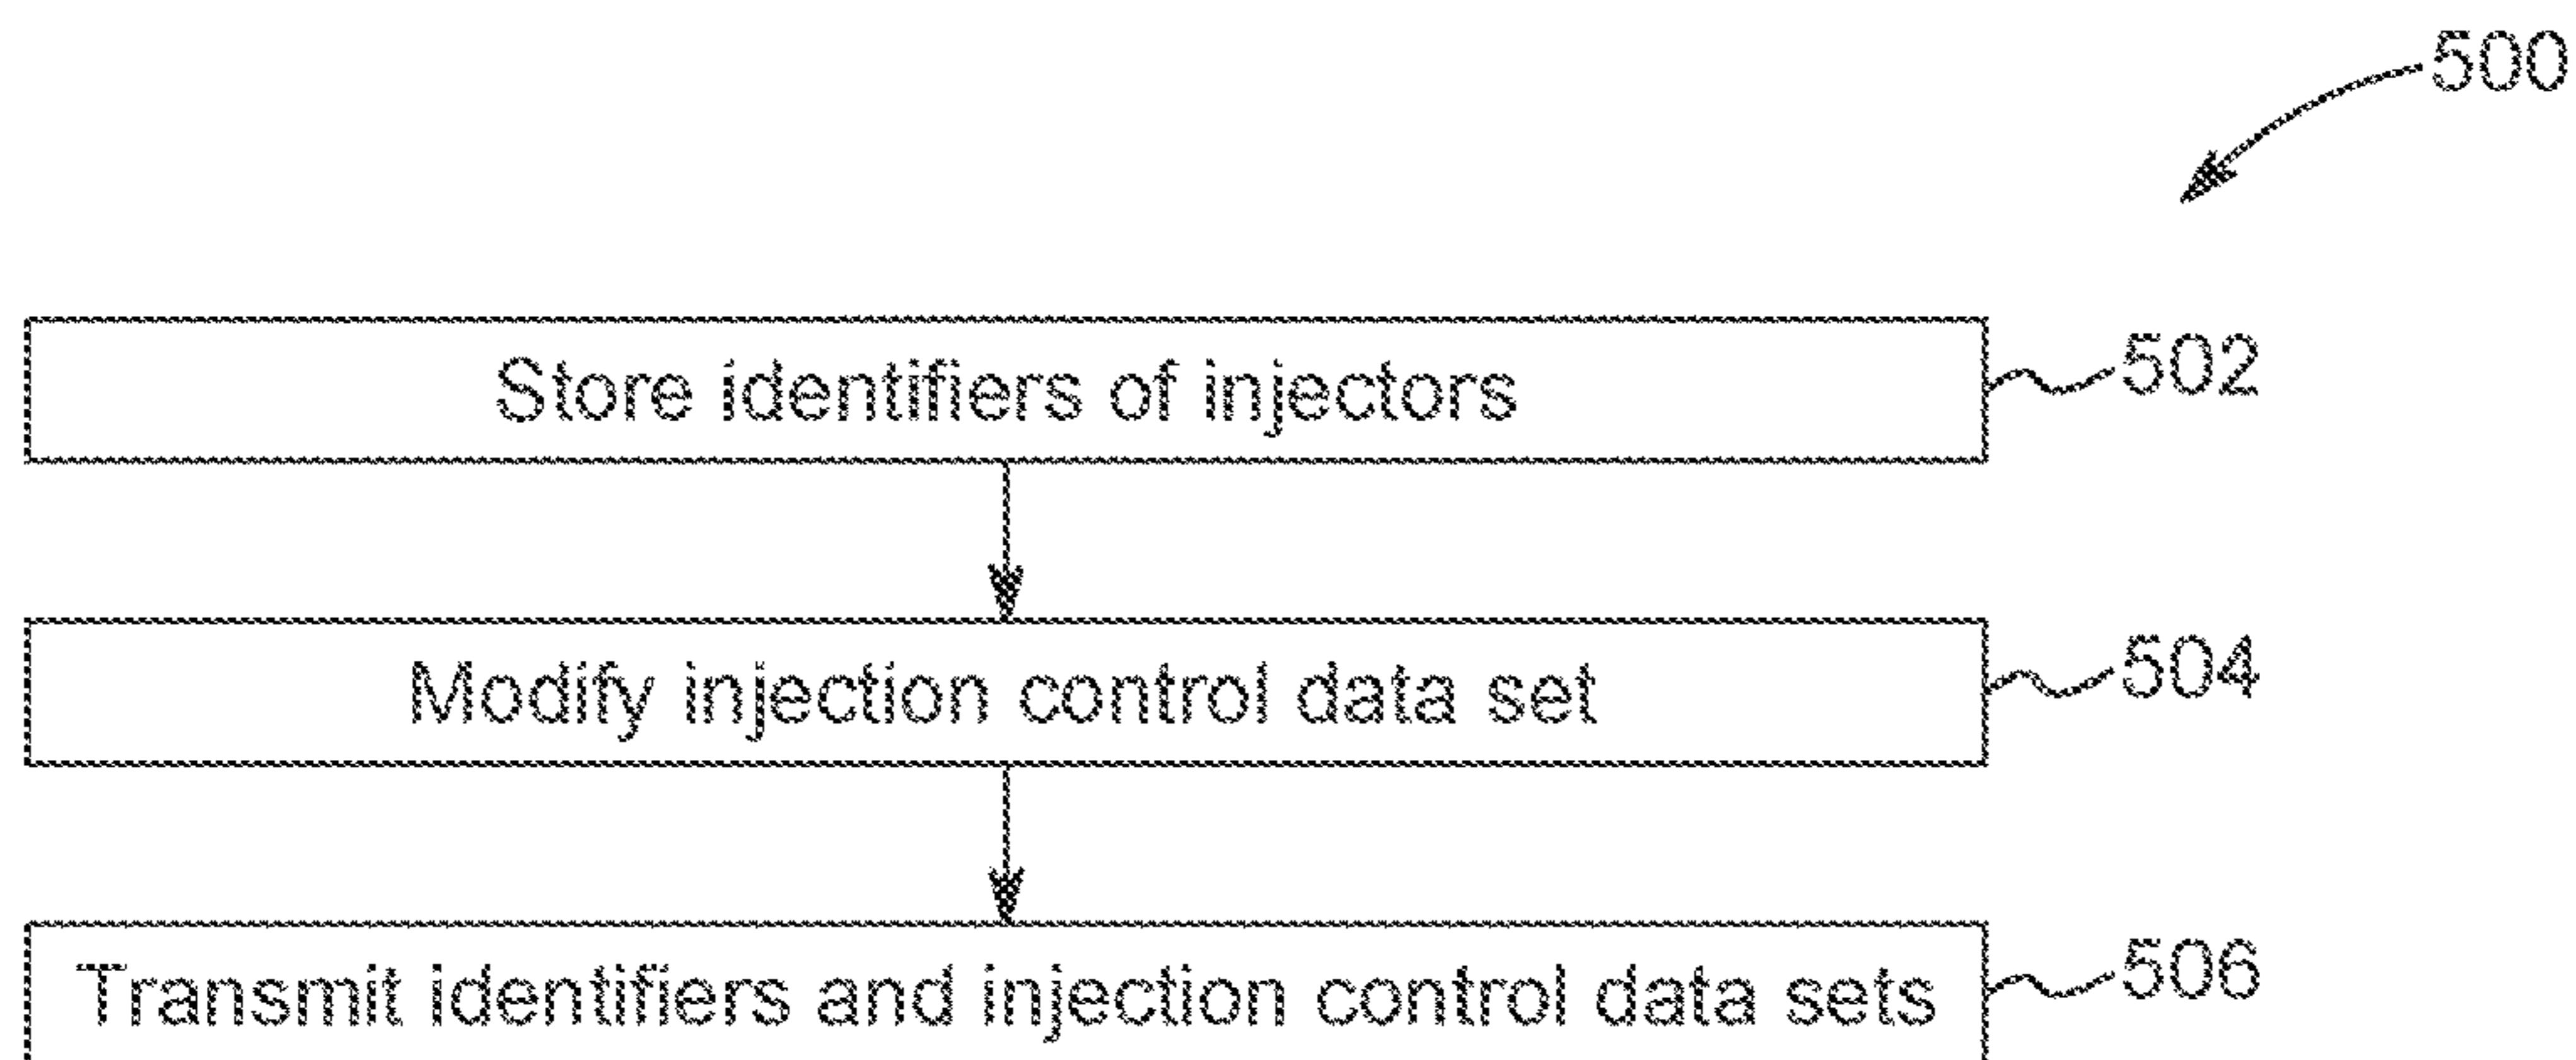 500
Store identifiers of injectors 502
Modify injection control data set 504
Transmit identifiers and injection control data sets 506